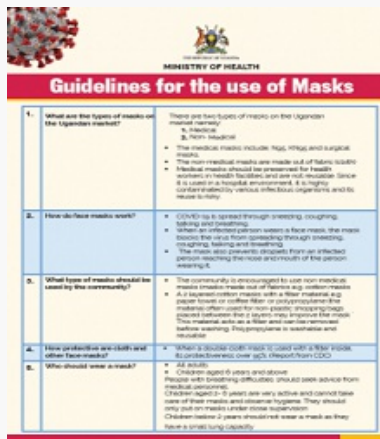 THE REPUBLIC OF UGANDA
MINISTRY OF HEALTH
Guidelines for the use of Masks
1. What are the types of masks on
the Ugandan market?
There are two types of masks on the Ugandan
market namely:
1. Medical
2. Non- Medical
The medical masks include: N95, KN95 and surgical
masks.
The non-medical masks are made out of fabric (cloth)
Medical masks should be preserved for health
workers in health facilities and are not reusable. Since
it is used in a hospital environment, it is highly
contaminated by various infectious organisms and its
reuse is risky.
2. How do face masks work?
COVID-19 is spread through sneezing, coughing,
talking and breathing.
When an infected person wears a face mask, the mask
blocks the virus from spreading through sneezing,
coughing, talking and breathing.
The mask also prevents droplets from an infected
person reaching the nose and mouth of the person
wearing it.
3. What type of masks should be
used by the community?
The community is encouraged to use non medical
masks (masks made out of fabrics e.g. cotton masks
A 2 layered cotton masks with a filter material e.g.
paper towel or coffee filter or polypropylene (the
material often used for non-plastic shopping bags)
placed between the 2 layers may improve the mask.
This material acts as a filter and can be removed
before washing. Polypropylene is washable and
reusable
4. How protective are cloth and
other face masks?
When a double cloth mask is used with a filter inside,
its protectiveness over 95% (Report from CDC)
5. Who should wear a mask?
All adults
Children aged 6 years and above
People with breathing difficulties should seek advice from
medical personnel.
Children aged 2- 5 years are very active and cannot take
care of their masks and observe hygiene. They should
only put on masks under close supervision.
Children below 2 years should not wear a mask as they
have a small lung capacity